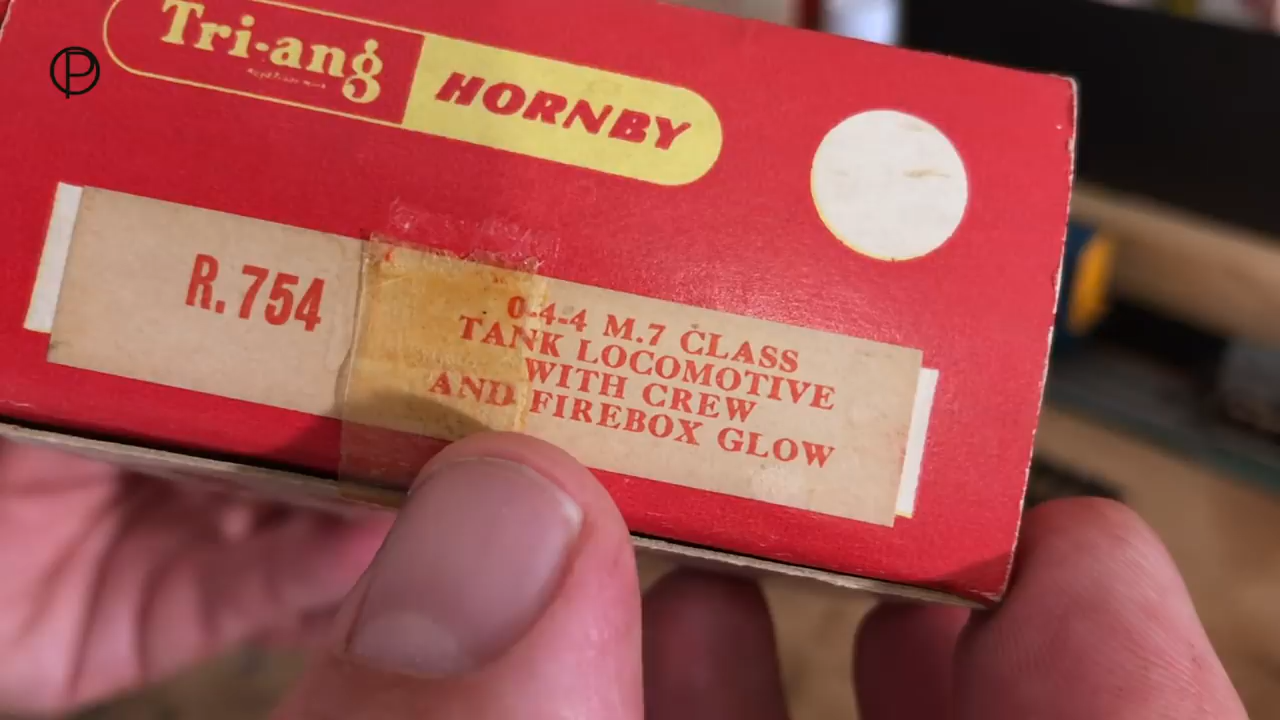 Tri-ang
HORNBY
R.754
0-4-4 M.7 CLASS
TANK LOCOMOTIVE
WITH CREW
AND FIREBOX GLOW